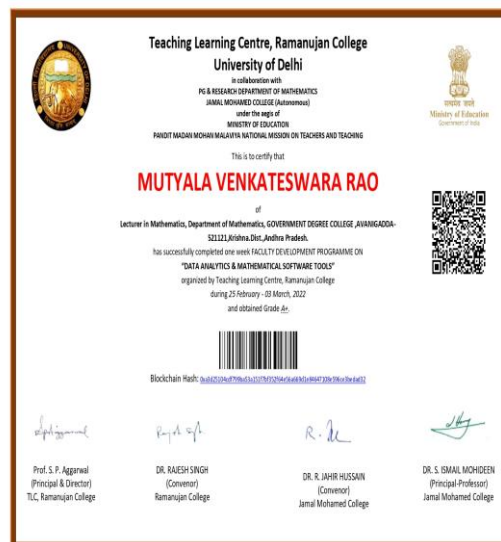 Teaching Learning Centre, Ramanujan College
University of Delhi
in collaboration with
PG & RESEARCH DEPARTMENT OF MATHEMATICS
JAMAL MOHAMED COLLEGE (Autonomous)
under the aegis of
MINISTRY OF EDUCATION
PANDIT MADAN MOHAN MALAVIYA NATIONAL MISSION ON TEACHERS AND TEACHING
सत्यमेव जयते
Ministry of Education
Government of India
This is to certify that
MUTYALA VENKATESWARA RAO
of
Lecturer in Mathematics, Department of Mathematics, GOVERNMENT DEGREE COLLEGE ,AVANIGADDA-
521121,Krishna.Dist.,Andhra Pradesh.
has successfully completed one week FACULTY DEVELOPMENT PROGRAMME ON
"DATA ANALYTICS & MATHEMATICAL SOFTWARE TOOLS"
organized by Teaching Learning Centre, Ramanujan College
during 25 February - 03 March, 2022
and obtained Grade A+.
Blockchain Hash:
Prof. S. P. Aggarwal
(Principal & Director)
TLC, Ramanujan College
DR. RAJESH SINGH
(Convenor)
Ramanujan College
DR. R. JAHIR HUSSAIN
(Convenor)
Jamal Mohamed College
DR. S. ISMAIL MOHIDEEN
(Principal-Professor)
Jamal Mohamed College